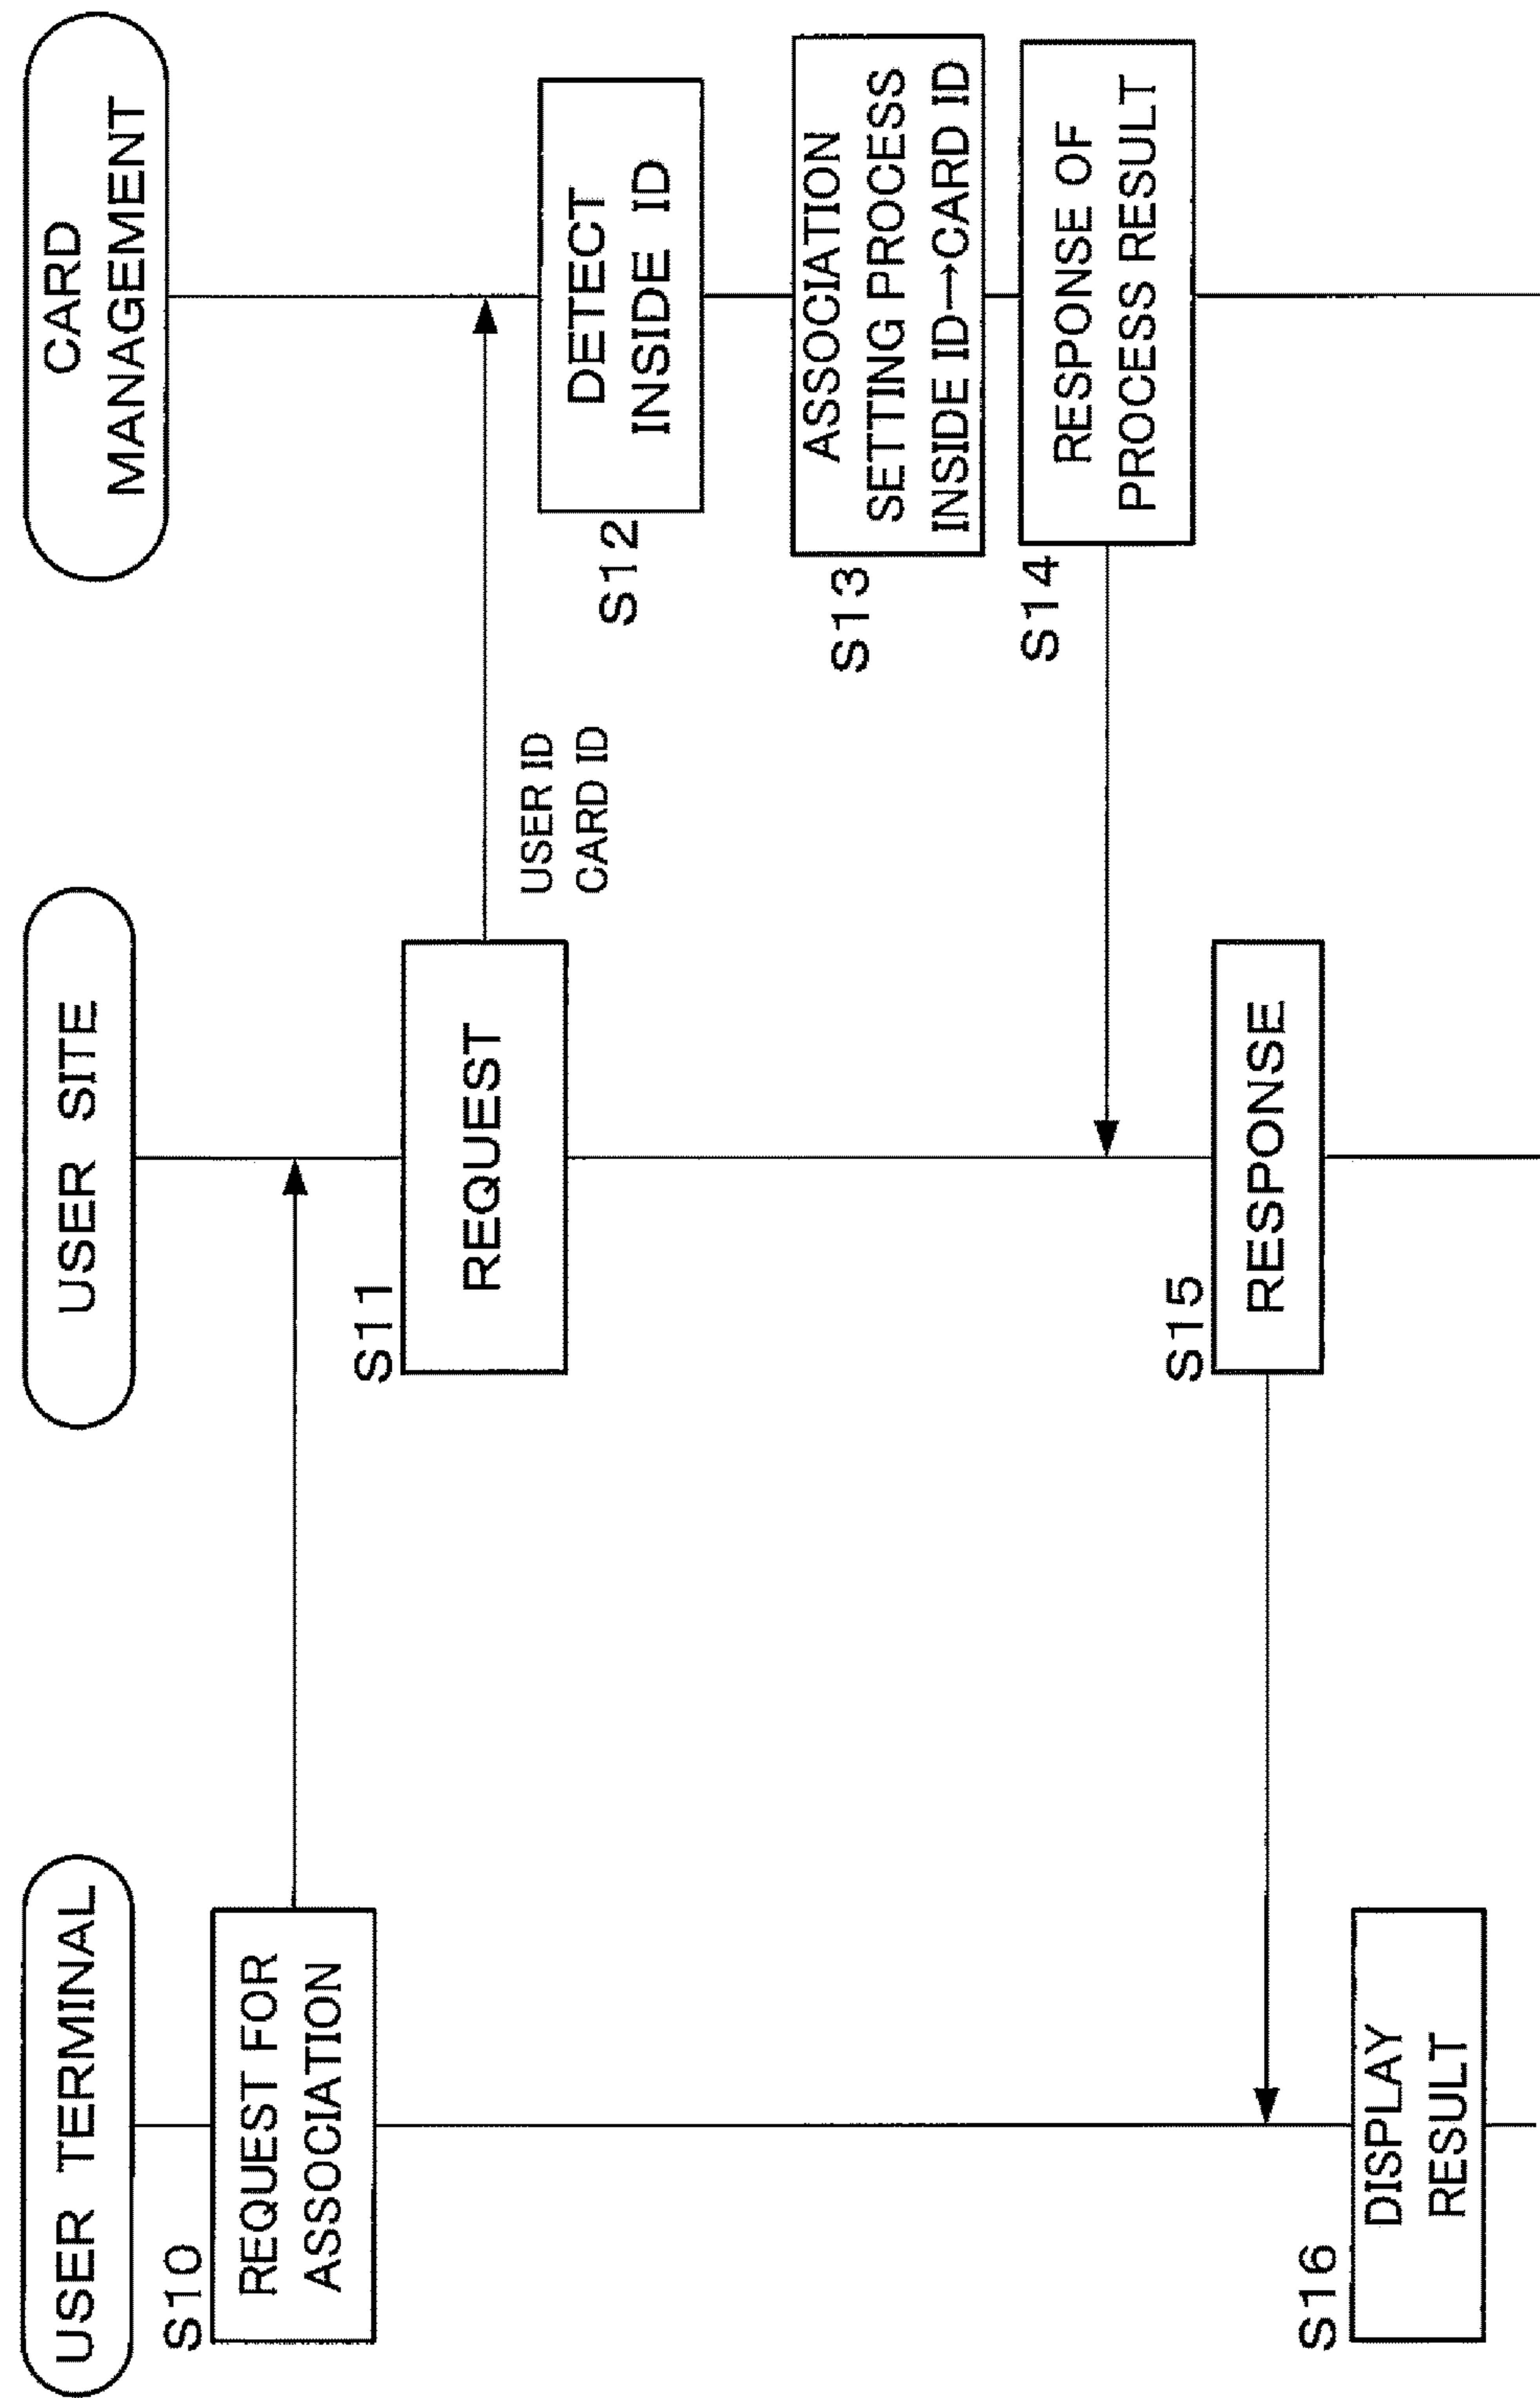 USER TERMINAL
USER SITE
CARD
MANAGEMENT
S10
REQUEST FOR
ASSOCIATION
S11
REQUEST
USER ID
CARD ID
S12
DETECT
INSIDE ID
S13
ASSOCIATION
SETTING PROCESS
INSIDE ID→CARD ID
S14
RESPONSE OF
PROCESS RESULT
S15
RESPONSE
S16
DISPLAY
RESULT